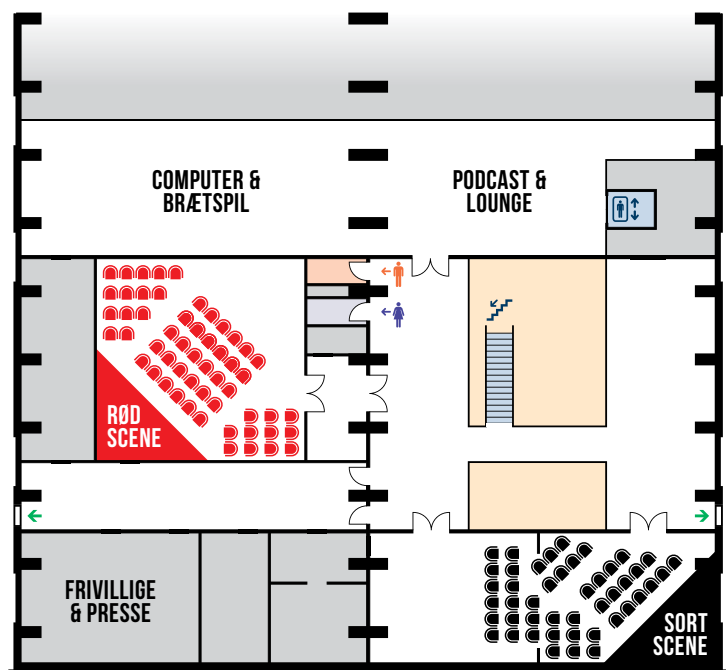 COMPUTER &
BRÆTSPIL
PODCAST &
LOUNGE
RØD
SCENE
FRIVILLIGE
& PRESSE
SORT
SCENE